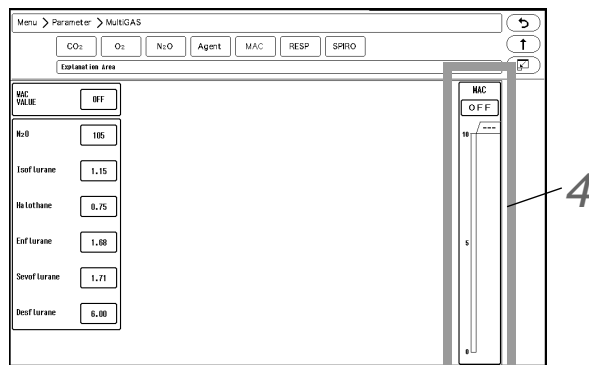 Menu > Parameter > MultiGAS
CO₂ O₂ N₂O Agent MAC RESP SPIRO
Explanation Area
MAC VALUE OFF
N₂O 105
Isoflurane 1.15
Halothane 0.75
Enflurane 1.68
Sevoflurane 1.71
Desflurane 6.00
MAC
OFF
10 ---
5
0
4